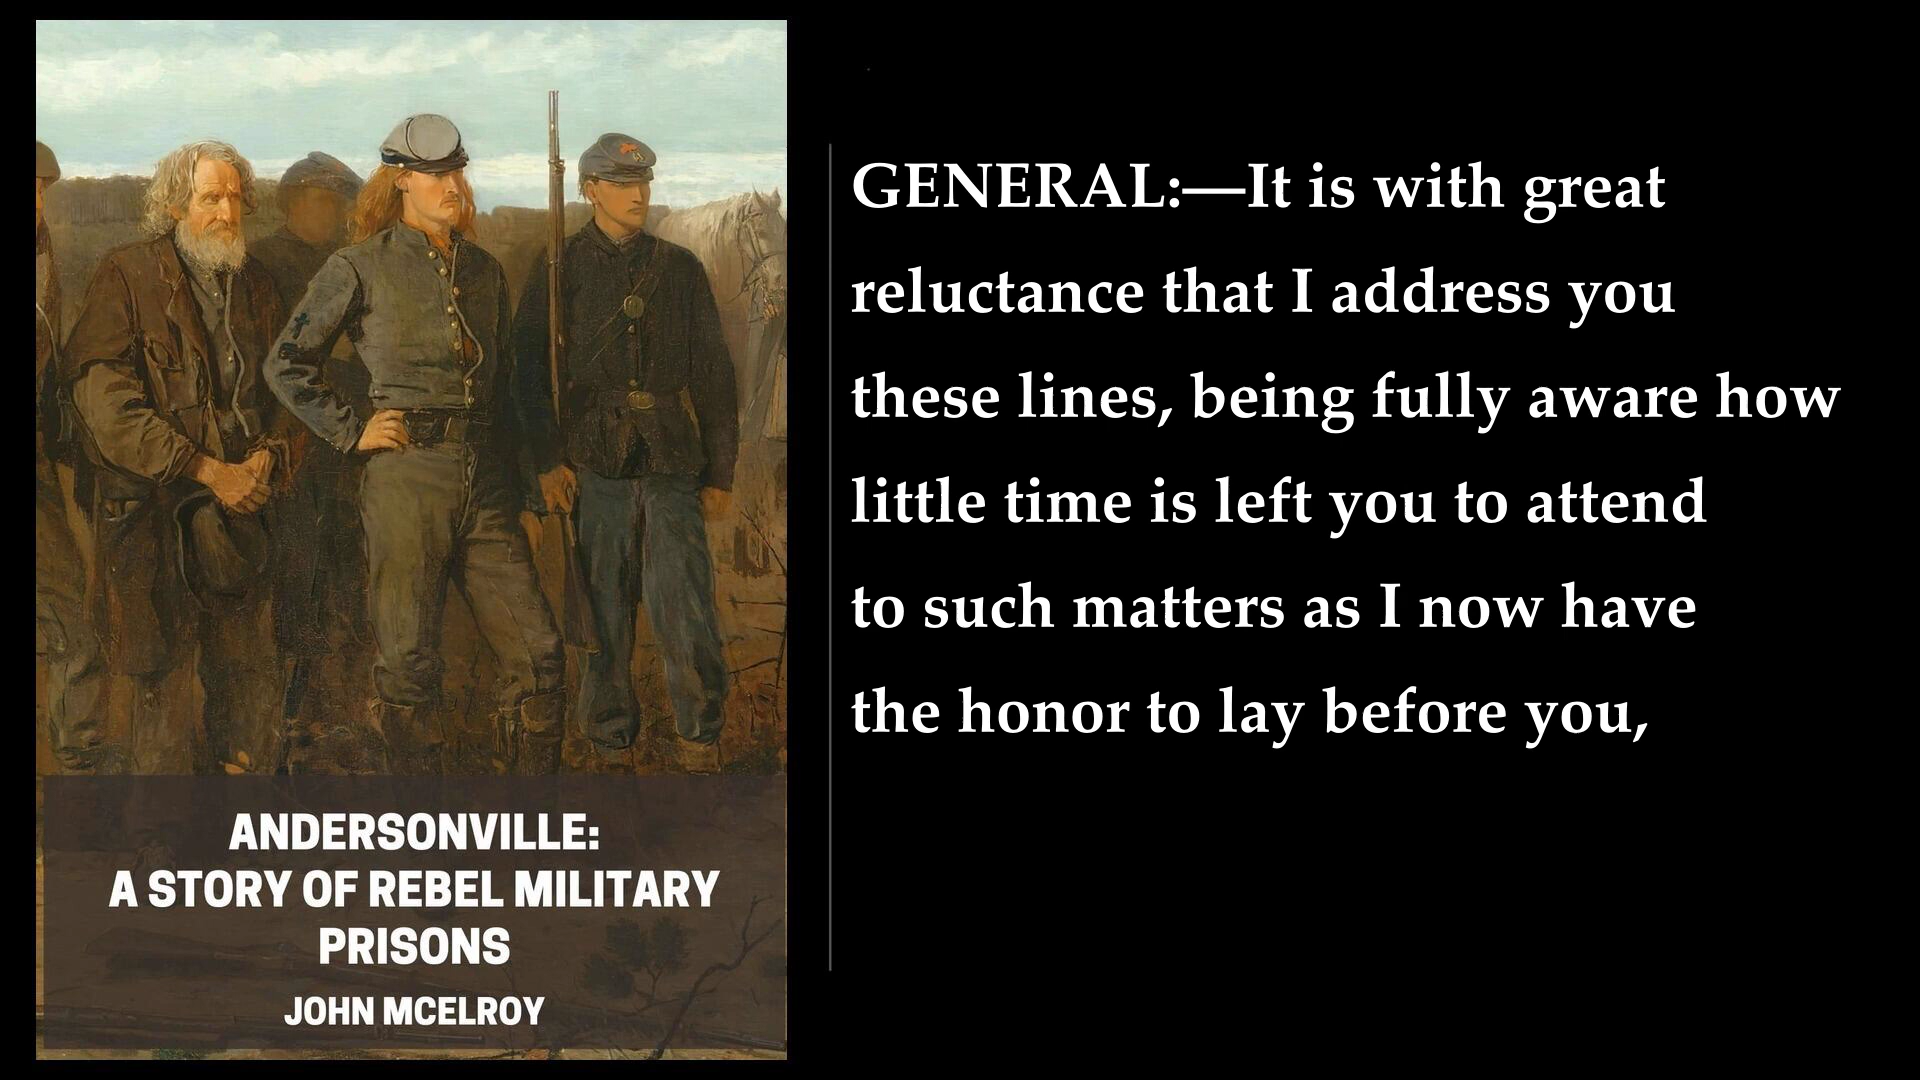 GENERAL:—It is with great
reluctance that I address you
these lines, being fully aware how
little time is left you to attend
to such matters as I now have
the honor to lay before you,
ANDERSONVILLE:
A STORY OF REBEL MILITARY
PRISONS
JOHN MCELROY